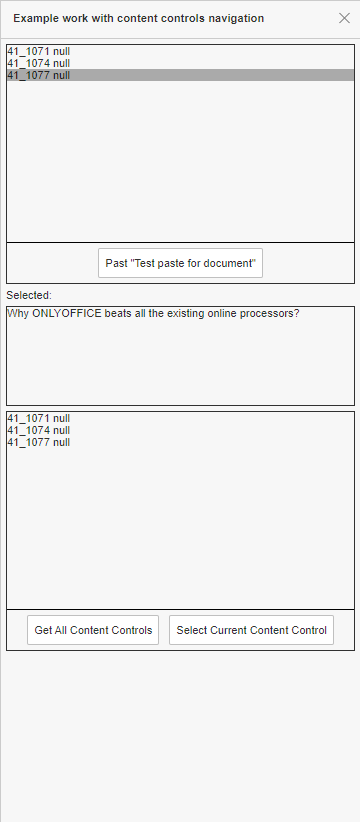 Example work with content controls navigation
41_1071 null
41_1074 null
41_1077 null
Past "Test paste for document"
Selected:
Why ONLYOFFICE beats all the existing online processors?
41_1071 null
41_1074 null
41_1077 null
Get All Content Controls
Select Current Content Control